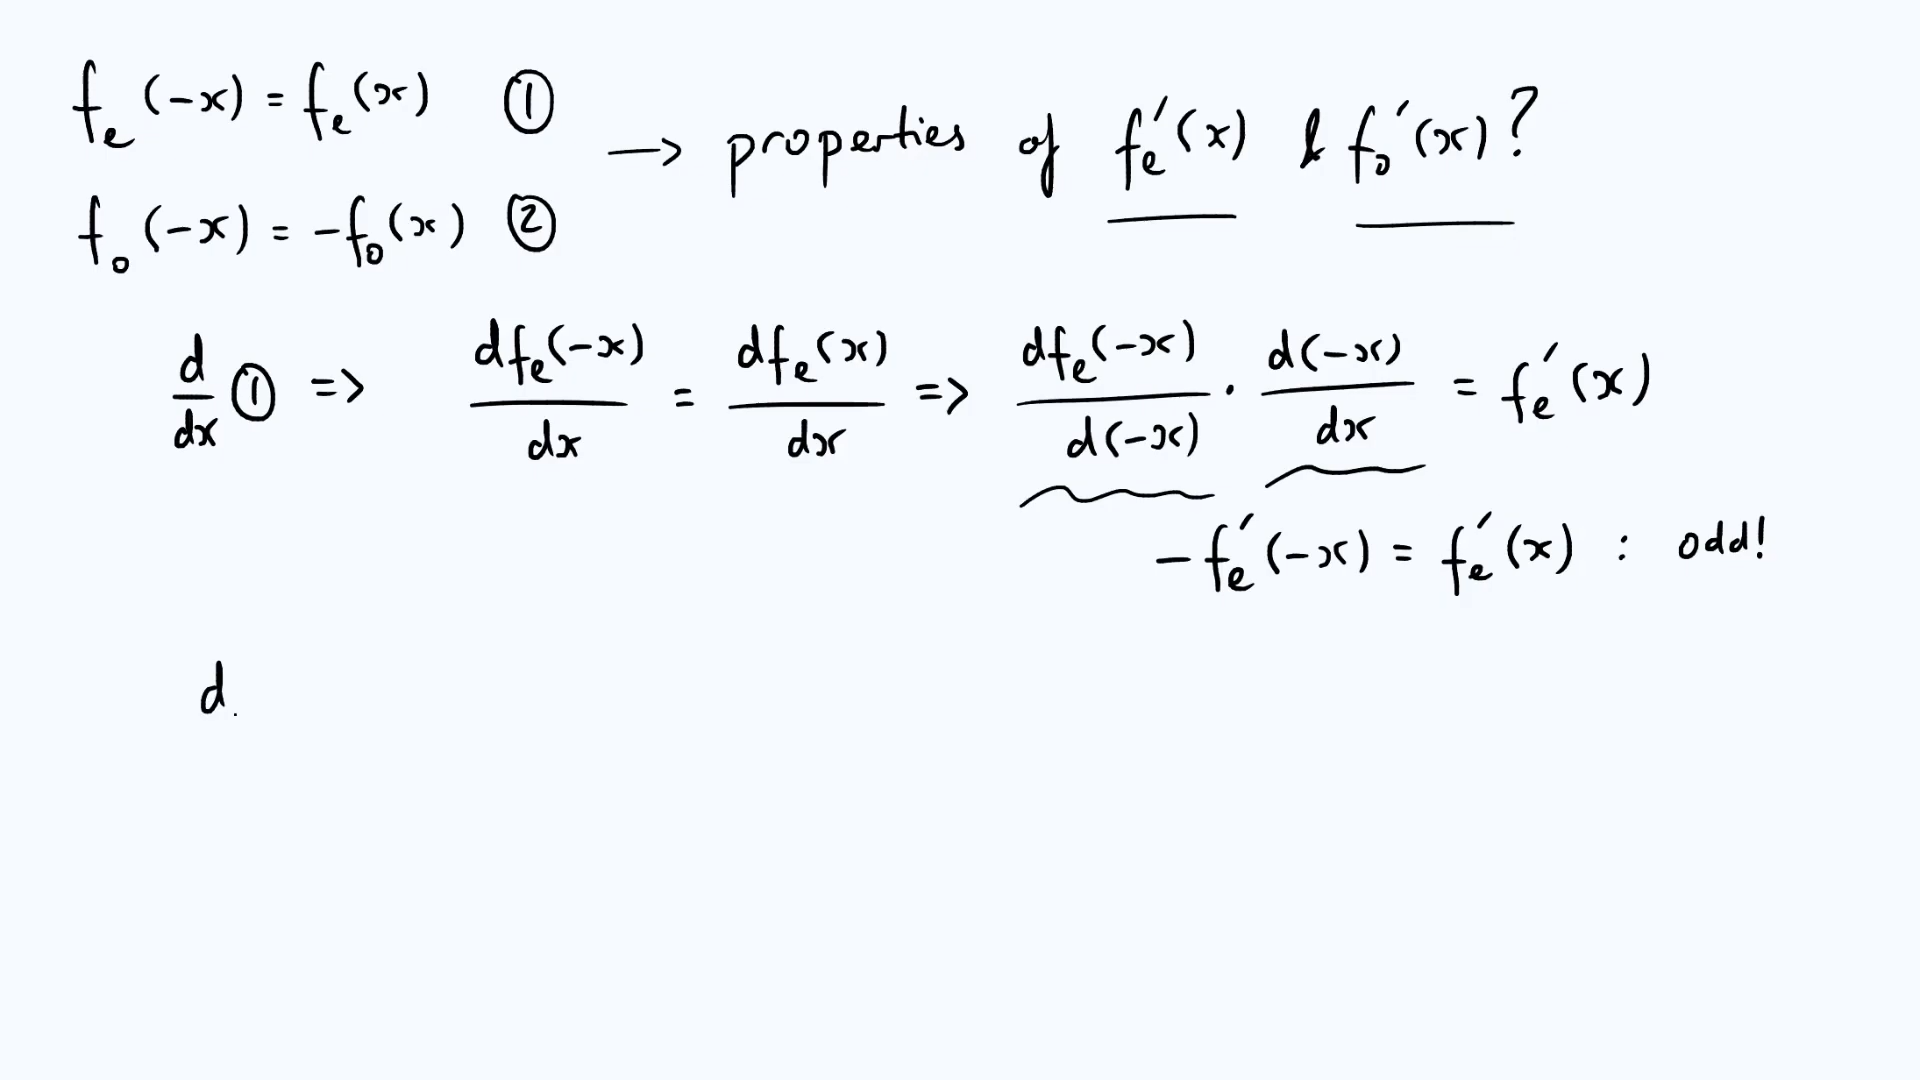 fₑ(-x) = fₑ(x) ①
→ properties of fₑ′(x) & fₒ′(x)?
fₒ(-x) = -fₒ(x) ②
d/dx ① => dfₑ(-x)/dx = dfₑ(x)/dx => dfₑ(-x)/d(-x) · d(-x)/dx = fₑ′(x)
-fₑ′(-x) = fₑ′(x) : odd!
d